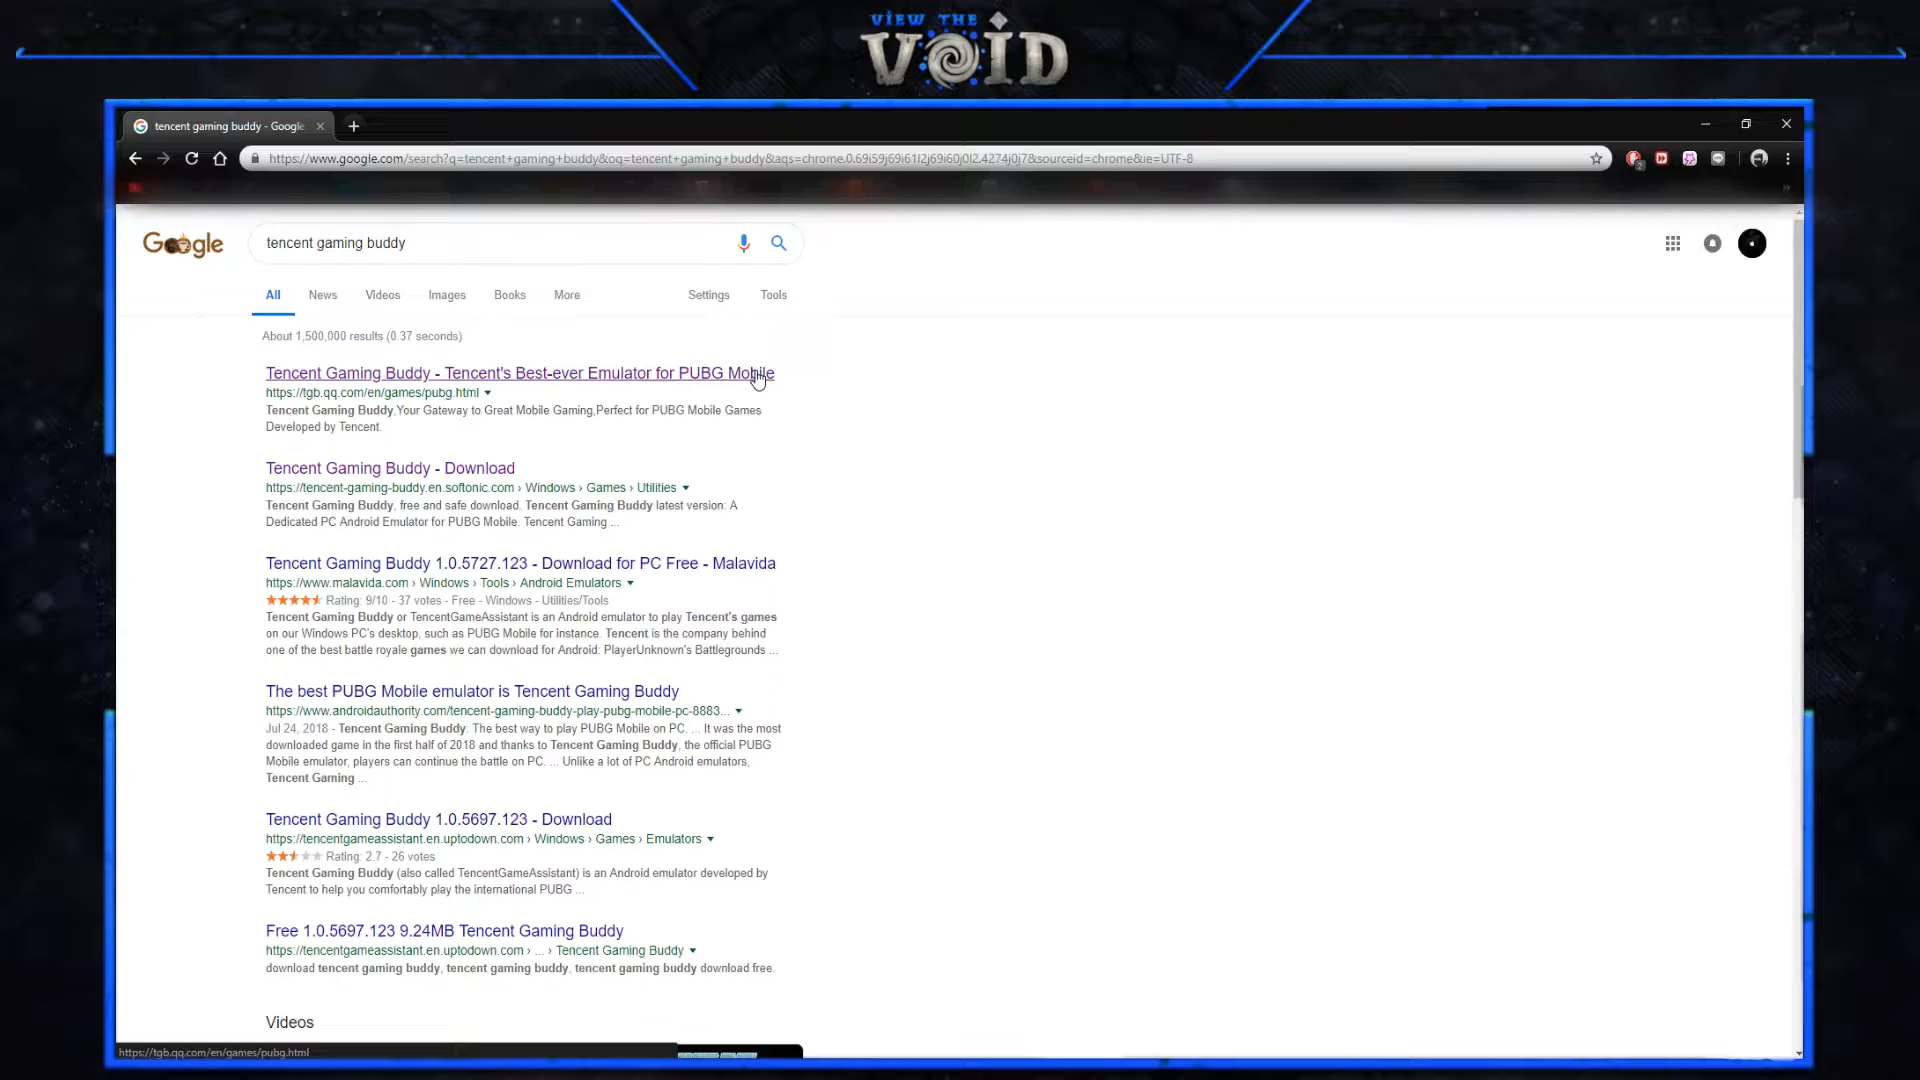 VIEW THE
VOID
tencent gaming buddy - Google
https://www.google.com/search?q=tencent+gaming+buddy&oq=tencent+gaming+buddy&aqs=chrome.0.69i59j69i61l2j69i60j0l2.4274j0j7&sourceid=chrome&ie=UTF-8
2
Google
tencent gaming buddy
All News Videos Images Books More Settings Tools
About 1,500,000 results (0.37 seconds)
Tencent Gaming Buddy - Tencent's Best-ever Emulator for PUBG Mobile
https://tgb.qq.com/en/games/pubg.html
Tencent Gaming Buddy,Your Gateway to Great Mobile Gaming,Perfect for PUBG Mobile Games
Developed by Tencent.
Tencent Gaming Buddy - Download
https://tencent-gaming-buddy.en.softonic.com › Windows › Games › Utilities
Tencent Gaming Buddy, free and safe download. Tencent Gaming Buddy latest version: A
Dedicated PC Android Emulator for PUBG Mobile. Tencent Gaming ...
Tencent Gaming Buddy 1.0.5727.123 - Download for PC Free - Malavida
https://www.malavida.com › Windows › Tools › Android Emulators
Rating: 9/10 - 37 votes - Free - Windows - Utilities/Tools
Tencent Gaming Buddy or TencentGameAssistant is an Android emulator to play Tencent's games
on our Windows PC's desktop, such as PUBG Mobile for instance. Tencent is the company behind
one of the best battle royale games we can download for Android: PlayerUnknown's Battlegrounds ...
The best PUBG Mobile emulator is Tencent Gaming Buddy
https://www.androidauthority.com/tencent-gaming-buddy-play-pubg-mobile-pc-8883...
Jul 24, 2018 - Tencent Gaming Buddy: The best way to play PUBG Mobile on PC. ... It was the most
downloaded game in the first half of 2018 and thanks to Tencent Gaming Buddy, the official PUBG
Mobile emulator, players can continue the battle on PC. ... Unlike a lot of PC Android emulators,
Tencent Gaming ...
Tencent Gaming Buddy 1.0.5697.123 - Download
https://tencentgameassistant.en.uptodown.com › Windows › Games › Emulators
Rating: 2.7 - 26 votes
Tencent Gaming Buddy (also called TencentGameAssistant) is an Android emulator developed by
Tencent to help you comfortably play the international PUBG ...
Free 1.0.5697.123 9.24MB Tencent Gaming Buddy
https://tencentgameassistant.en.uptodown.com › ... › Tencent Gaming Buddy
download tencent gaming buddy, tencent gaming buddy, tencent gaming buddy download free.
Videos
https://tgb.qq.com/en/games/pubg.html